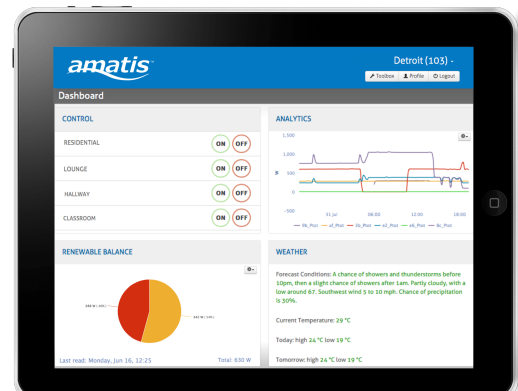 amatis
Detroit (103) -
Toolbox Profile Logout
Dashboard
CONTROL
RESIDENTIAL ON OFF
LOUNGE ON OFF
HALLWAY ON OFF
CLASSROOM ON OFF
ANALYTICS
1,500
1,000
500
0
-500
W
31 Jul 06:00 12:00 18:00
RENEWABLE BALANCE
Last read: Monday, Jun 16, 12:25 Total: 630 W
WEATHER
Forecast Conditions: A chance of showers and thunderstorms before
10pm, then a slight chance of showers after 1am. Partly cloudy, with a
low around 67. Southwest wind 5 to 10 mph. Chance of precipitation
is 30%.
Current Temperature: 29 °C
Today: high 24 °C low 19 °C
Tomorrow: high 24 °C low 19 °C